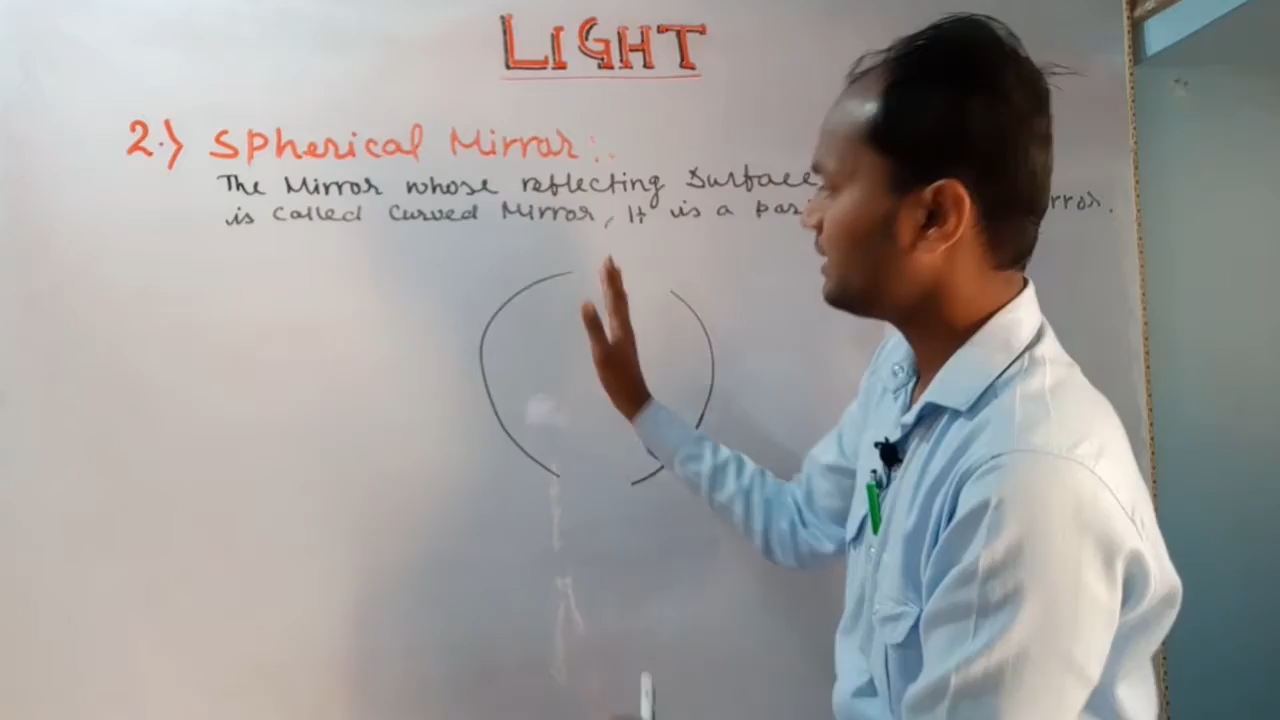 LIGHT
2.) Spherical Mirror:.
The Mirror whose reflecting Surface
is called Curved Mirror, It is a